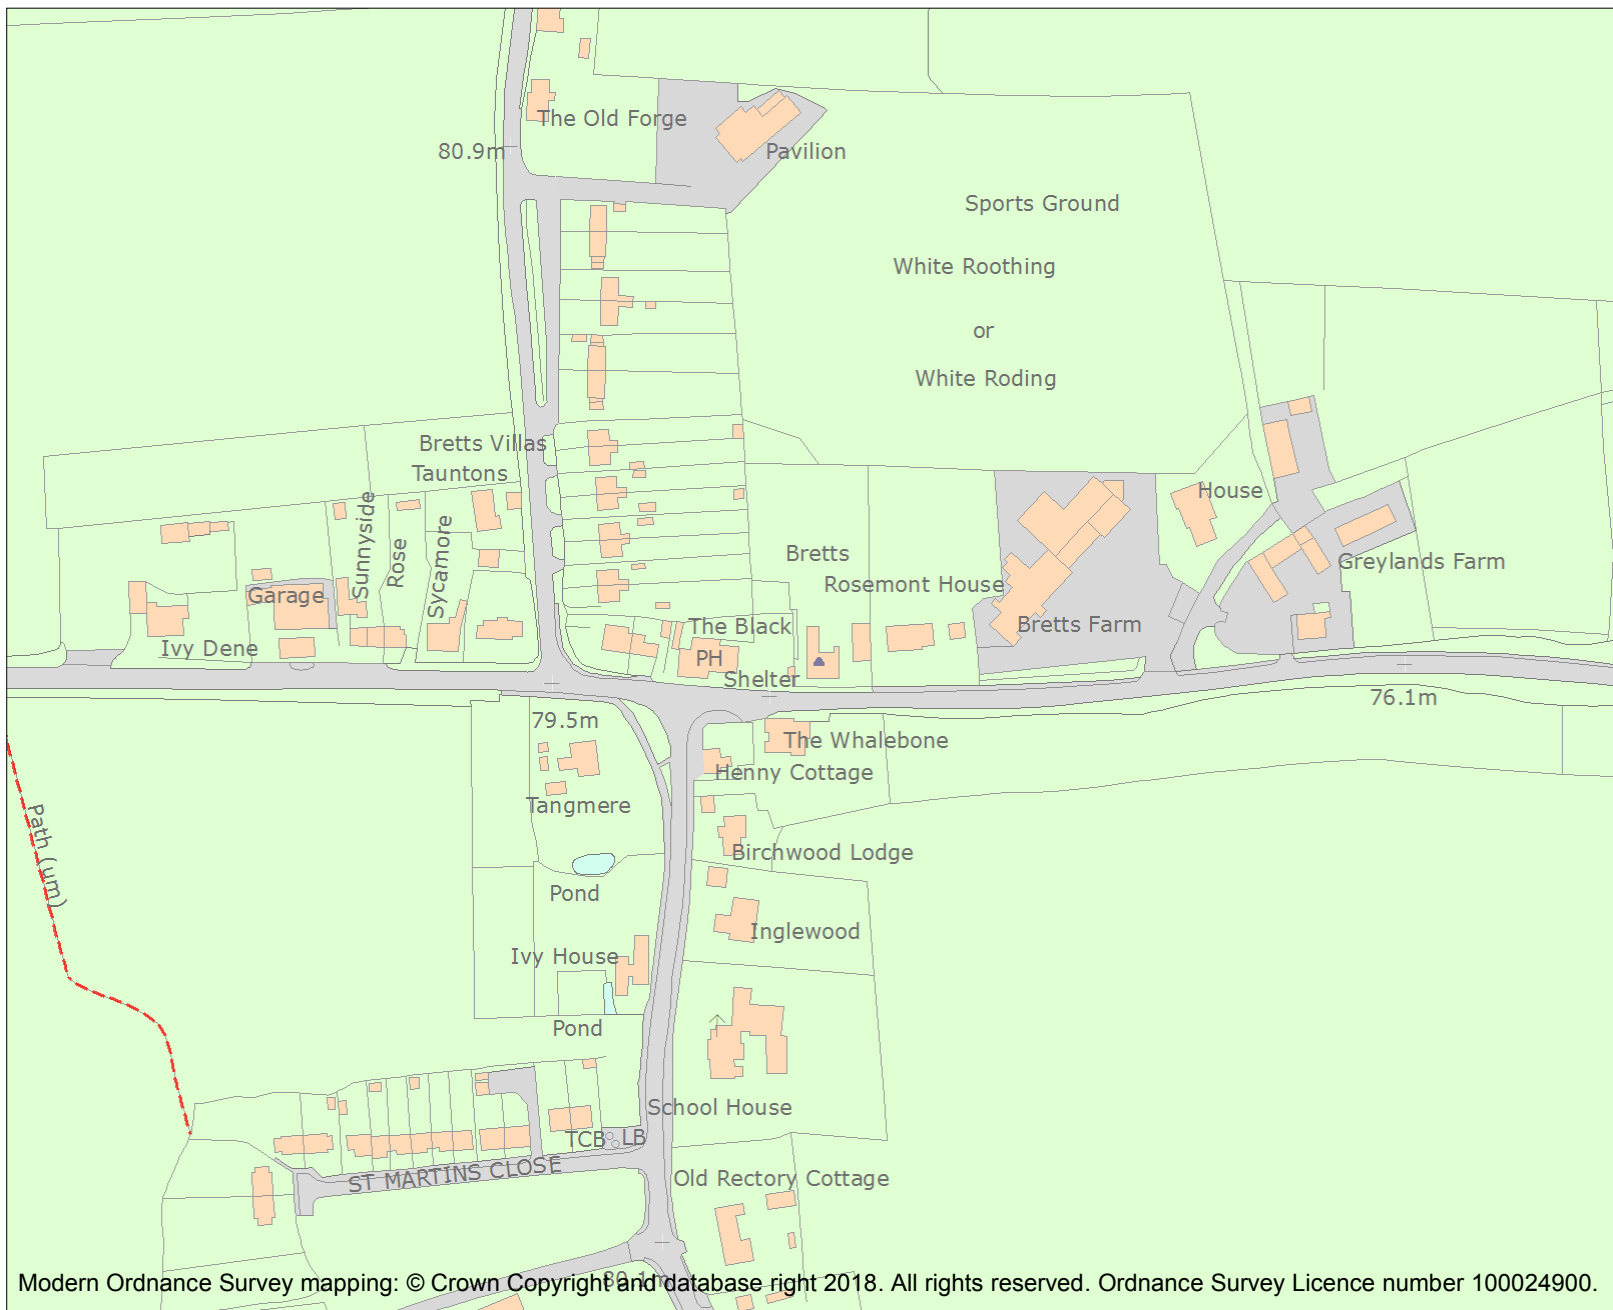 The Old Forge
80.9m
Pavilion
Sports Ground
White Roothing
or
White Roding
Bretts Villas
Tauntons
House
Sunnyside
Rose
Sycamore
Bretts
Greylands Farm
Rosemont House
Garage
Bretts Farm
The Black
Ivy Dene
PH
Shelter
76.1m
79.5m
The Whalebone
Henny Cottage
Tangmere
Path (um)
Birchwood Lodge
Pond
Inglewood
Ivy House
Pond
School House
TCB
LB
ST MARTINS CLOSE
Old Rectory Cottage
80.1m
Modern Ordnance Survey mapping: © Crown Copyright and database right 2018. All rights reserved. Ordnance Survey Licence number 100024900.